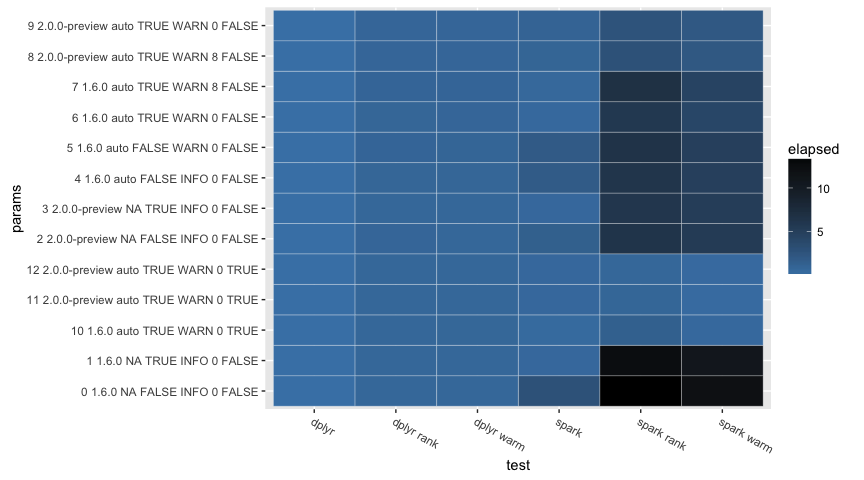 params
9 2.0.0-preview auto TRUE WARN 0 FALSE
8 2.0.0-preview auto TRUE WARN 8 FALSE
7 1.6.0 auto TRUE WARN 8 FALSE
6 1.6.0 auto TRUE WARN 0 FALSE
5 1.6.0 auto FALSE WARN 0 FALSE
4 1.6.0 auto FALSE INFO 0 FALSE
3 2.0.0-preview NA TRUE INFO 0 FALSE
2 2.0.0-preview NA FALSE INFO 0 FALSE
12 2.0.0-preview auto TRUE WARN 0 TRUE
11 2.0.0-preview auto TRUE WARN 0 TRUE
10 1.6.0 auto TRUE WARN 0 TRUE
1 1.6.0 NA TRUE INFO 0 FALSE
0 1.6.0 NA FALSE INFO 0 FALSE
dplyr
dplyr rank
dplyr warm
spark
spark rank
spark warm
test
elapsed
10
5